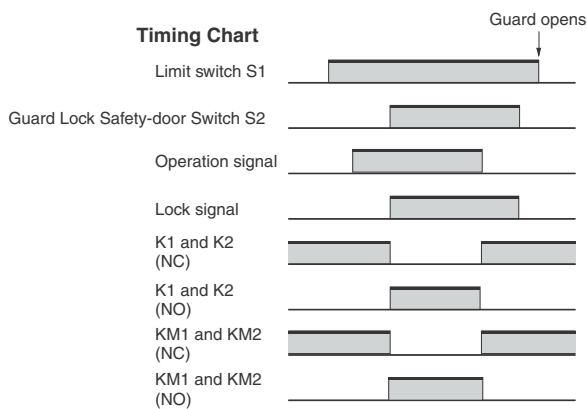 Guard opens
Timing Chart
Limit switch S1
Guard Lock Safety-door Switch S2
Operation signal
Lock signal
K1 and K2
(NC)
K1 and K2
(NO)
KM1 and KM2
(NC)
KM1 and KM2
(NO)